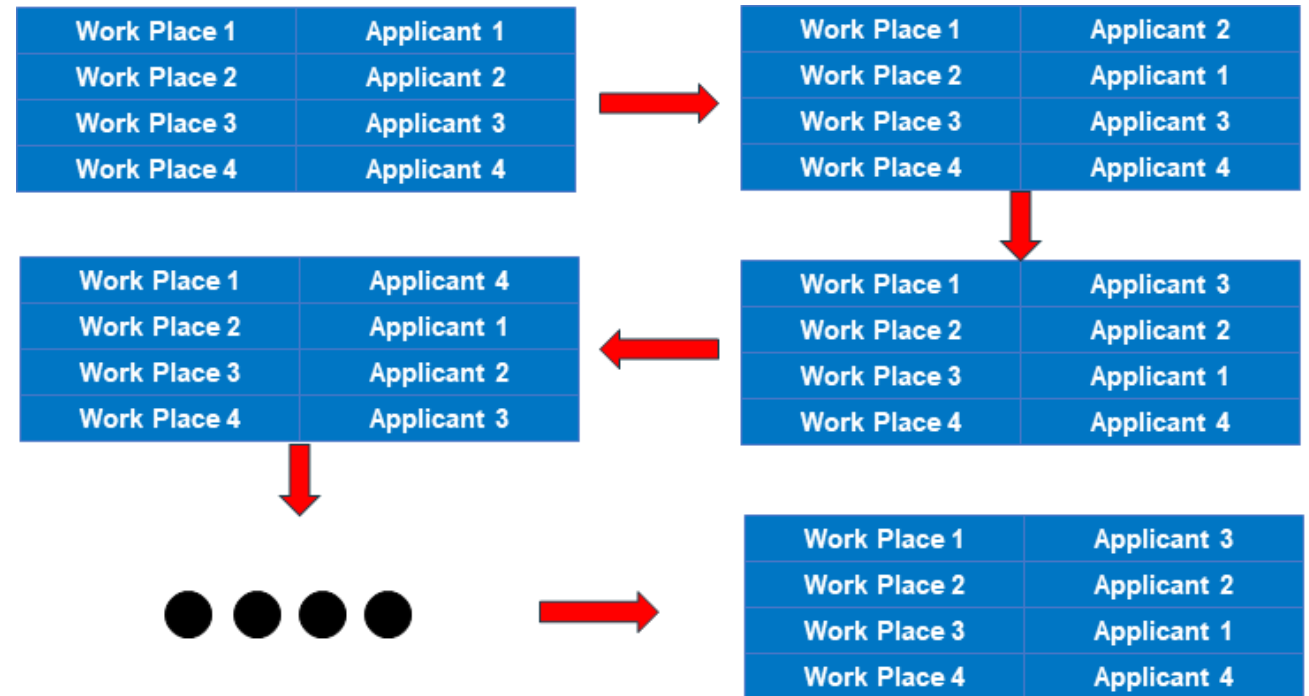 Work Place 1 Applicant 1
Work Place 2 Applicant 2
Work Place 3 Applicant 3
Work Place 4 Applicant 4
Work Place 1 Applicant 2
Work Place 2 Applicant 1
Work Place 3 Applicant 3
Work Place 4 Applicant 4
Work Place 1 Applicant 4
Work Place 2 Applicant 1
Work Place 3 Applicant 2
Work Place 4 Applicant 3
Work Place 1 Applicant 3
Work Place 2 Applicant 2
Work Place 3 Applicant 1
Work Place 4 Applicant 4
Work Place 1 Applicant 3
Work Place 2 Applicant 2
Work Place 3 Applicant 1
Work Place 4 Applicant 4